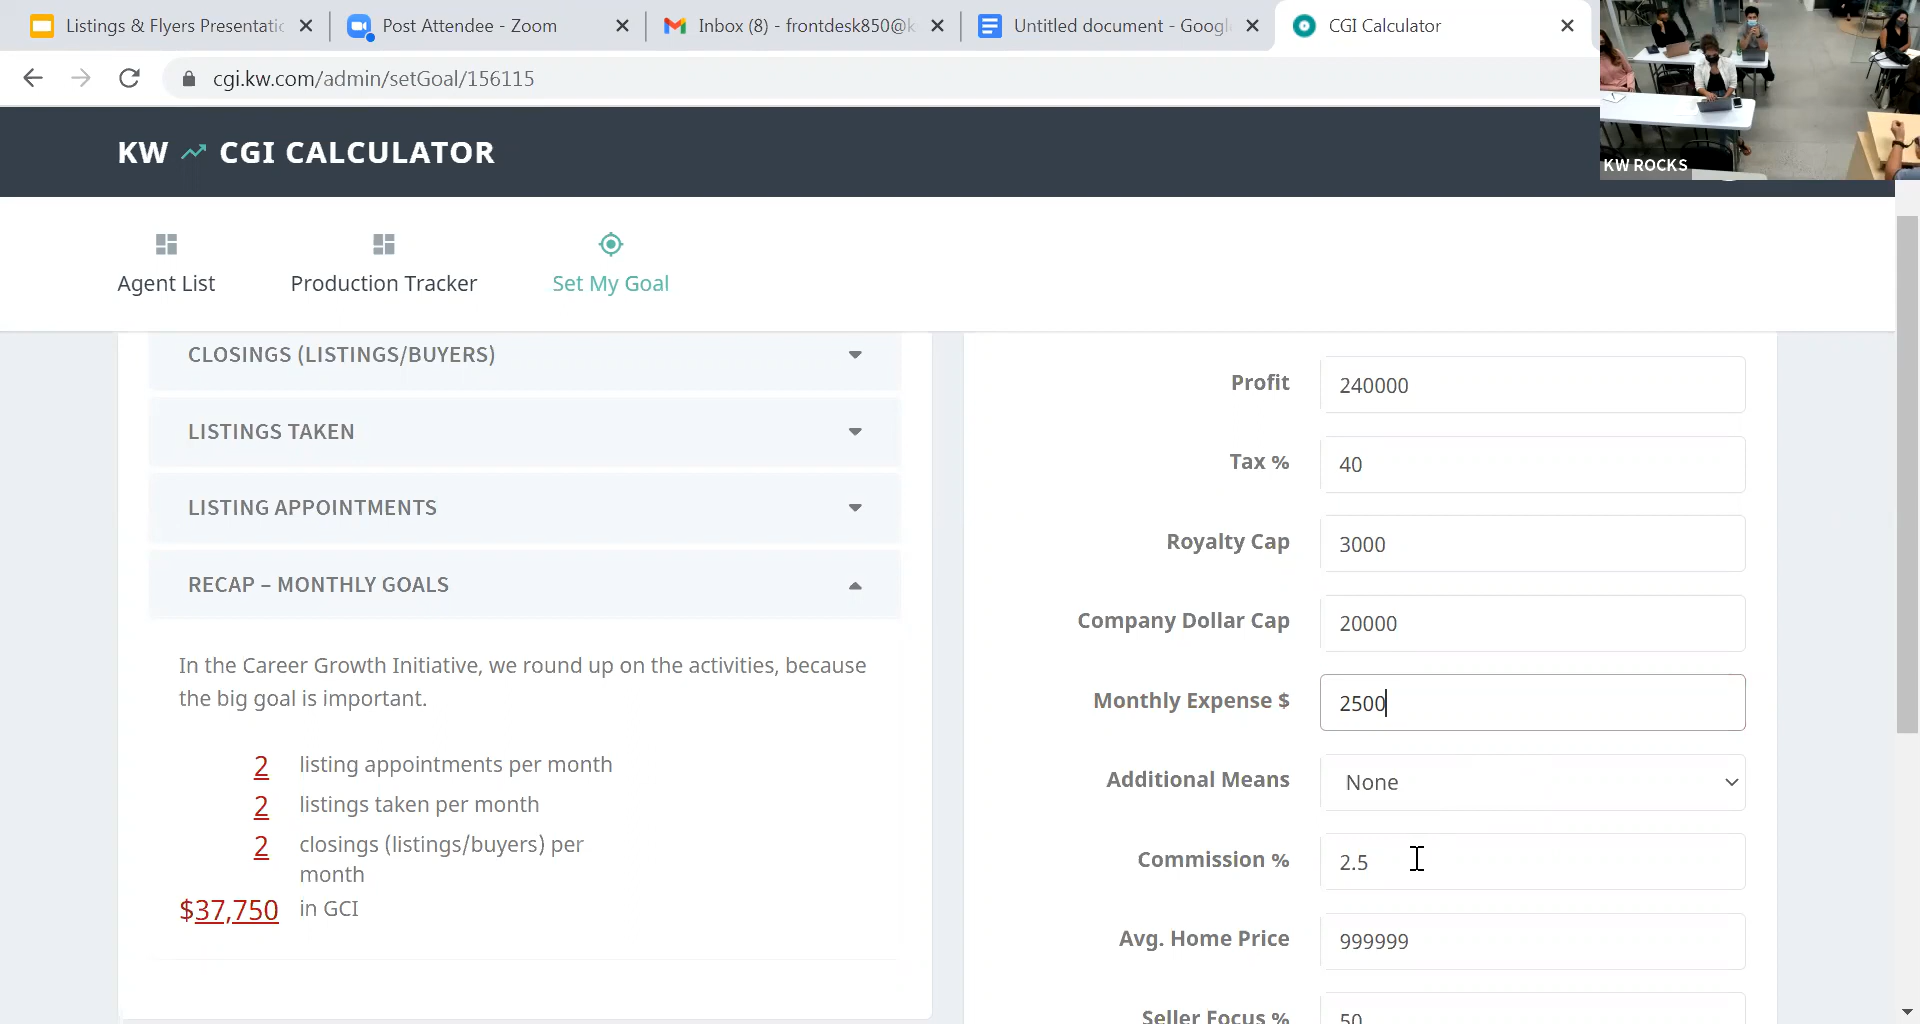 Listings & Flyers Presentatic
Post Attendee - Zoom
Inbox (8) - frontdesk850@k
Untitled document - Googl
CGI Calculator
cgi.kw.com/admin/setGoal/156115
KW CGI CALCULATOR
KW ROCKS
Agent List
Production Tracker
Set My Goal
CLOSINGS (LISTINGS/BUYERS)
LISTINGS TAKEN
LISTING APPOINTMENTS
RECAP – MONTHLY GOALS
In the Career Growth Initiative, we round up on the activities, because
the big goal is important.
2 listing appointments per month
2 listings taken per month
2 closings (listings/buyers) per
month
$37,750 in GCI
Profit 240000
Tax % 40
Royalty Cap 3000
Company Dollar Cap 20000
Monthly Expense $ 2500
Additional Means None
Commission % 2.5
Avg. Home Price 999999
Seller Focus % 50